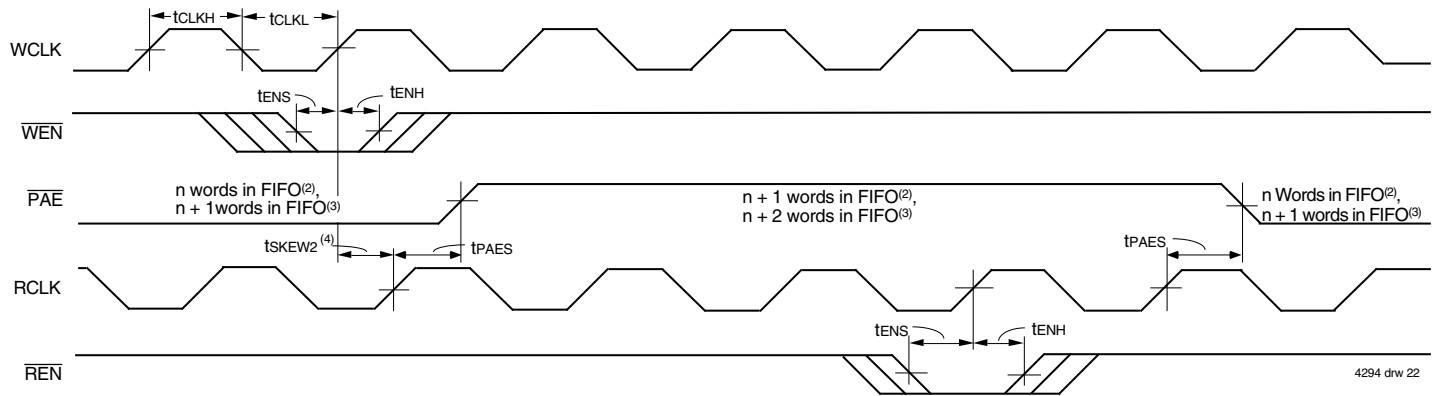 tCLKH
tCLKL
WCLK
tENS
tENH
WEN
PAE
n words in FIFO(2),
n + 1words in FIFO(3)
n + 1 words in FIFO(2),
n + 2 words in FIFO(3)
n Words in FIFO(2),
n + 1 words in FIFO(3)
tSKEW2 (4)
tPAES
tPAES
RCLK
tENS
tENH
REN
4294 drw 22